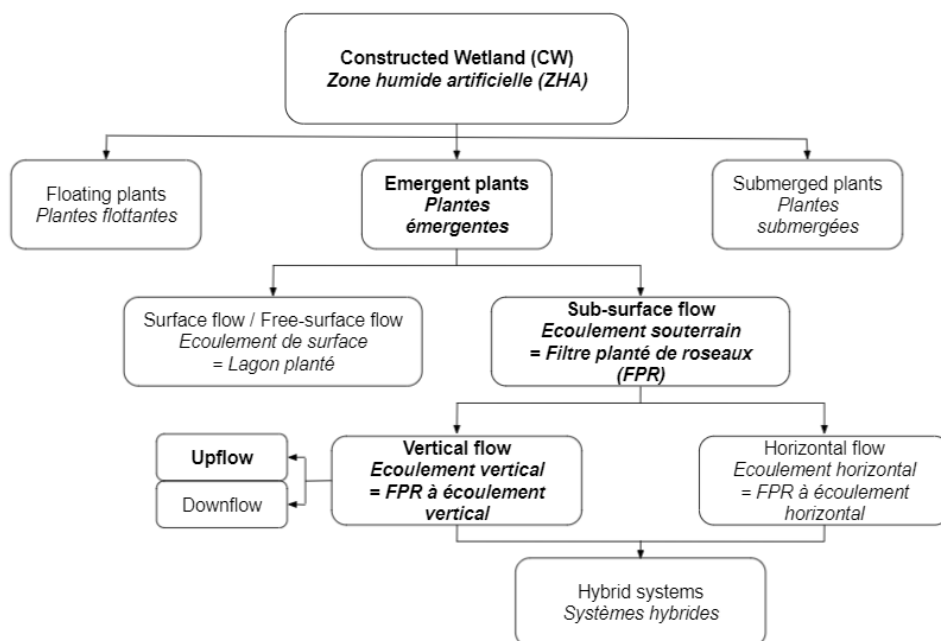 Constructed Wetland (CW)
Zone humide artificielle (ZHA)
Floating plants
Plantes flottantes
Emergent plants
Plantes
émergentes
Submerged plants
Plantes
submergées
Surface flow / Free-surface flow
Ecoulement de surface
= Lagon planté
Sub-surface flow
Ecoulement souterrain
= Filtre planté de roseaux
(FPR)
Upflow
Downflow
Vertical flow
Ecoulement vertical
= FPR à écoulement
vertical
Horizontal flow
Ecoulement horizontal
= FPR à écoulement
horizontal
Hybrid systems
Systèmes hybrides